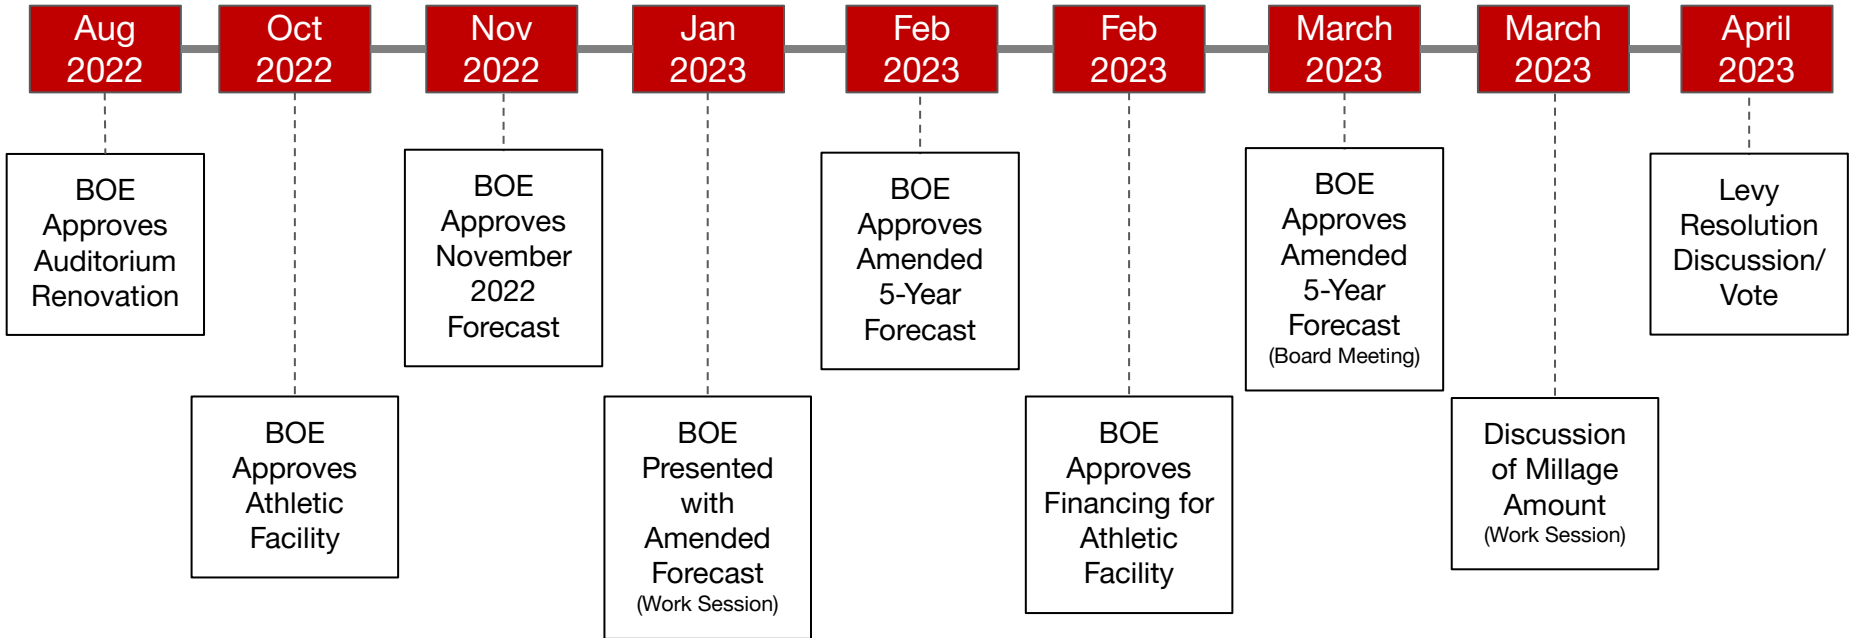 Aug
2022
Oct
2022
Nov
2022
Jan
2023
Feb
2023
Feb
2023
March
2023
March
2023
April
2023
BOE
Approves
Auditorium
Renovation
BOE
Approves
Athletic
Facility
BOE
Approves
November
2022
Forecast
BOE
Presented
with
Amended
Forecast
(Work Session)
BOE
Approves
Amended
5-Year
Forecast
BOE
Approves
Financing for
Athletic
Facility
BOE
Approves
Amended
5-Year
Forecast
(Board Meeting)
Discussion
of Millage
Amount
(Work Session)
Levy
Resolution
Discussion/
Vote